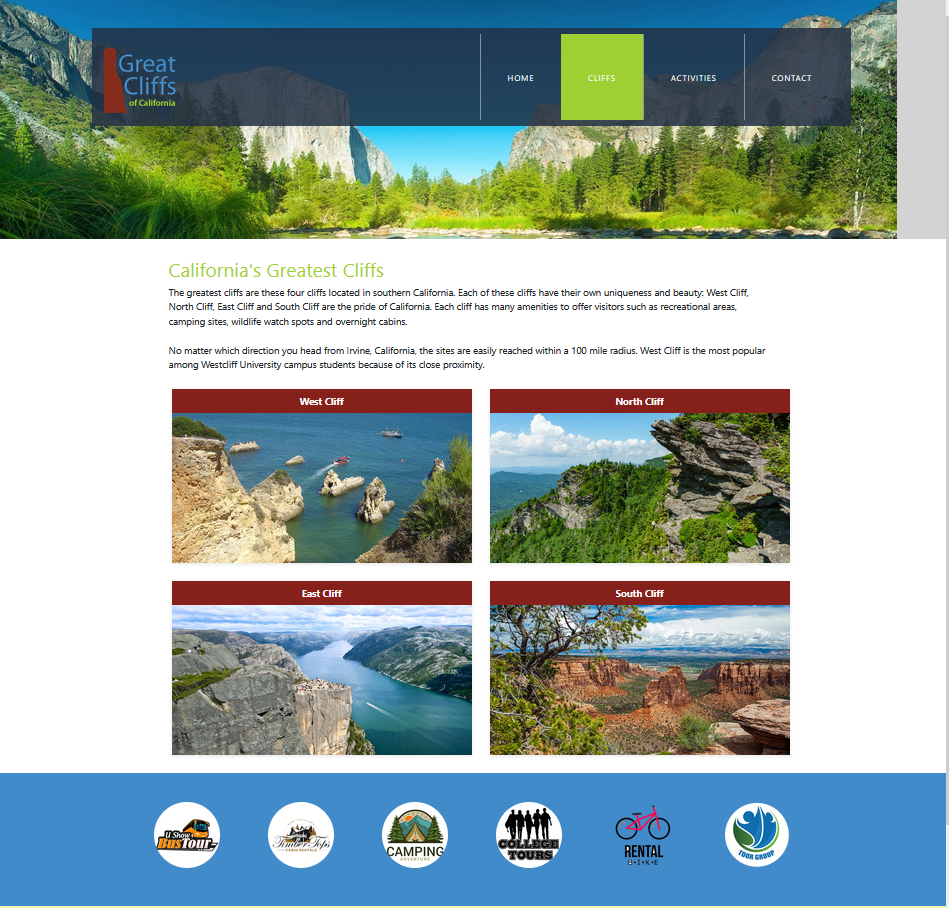 Great
Cliffs
of California
HOME
CLIFFS
ACTIVITIES
CONTACT
California's Greatest Cliffs
The greatest cliffs are these four cliffs located in southern California. Each of these cliffs have their own uniqueness and beauty: West Cliff,
North Cliff, East Cliff and South Cliff are the pride of California. Each cliff has many amenities to offer visitors such as recreational areas,
camping sites, wildlife watch spots and overnight cabins.
No matter which direction you head from Irvine, California, the sites are easily reached within a 100 mile radius. West Cliff is the most popular
among Westcliff University campus students because of its close proximity.
West Cliff
North Cliff
East Cliff
South Cliff
U Show
BusTour
Timber Tops
CABIN RENTALS
CAMPING
ADVENTURE
COLLEGE
TOURS
RENTAL
B•I•K•E
TOUR GROUP